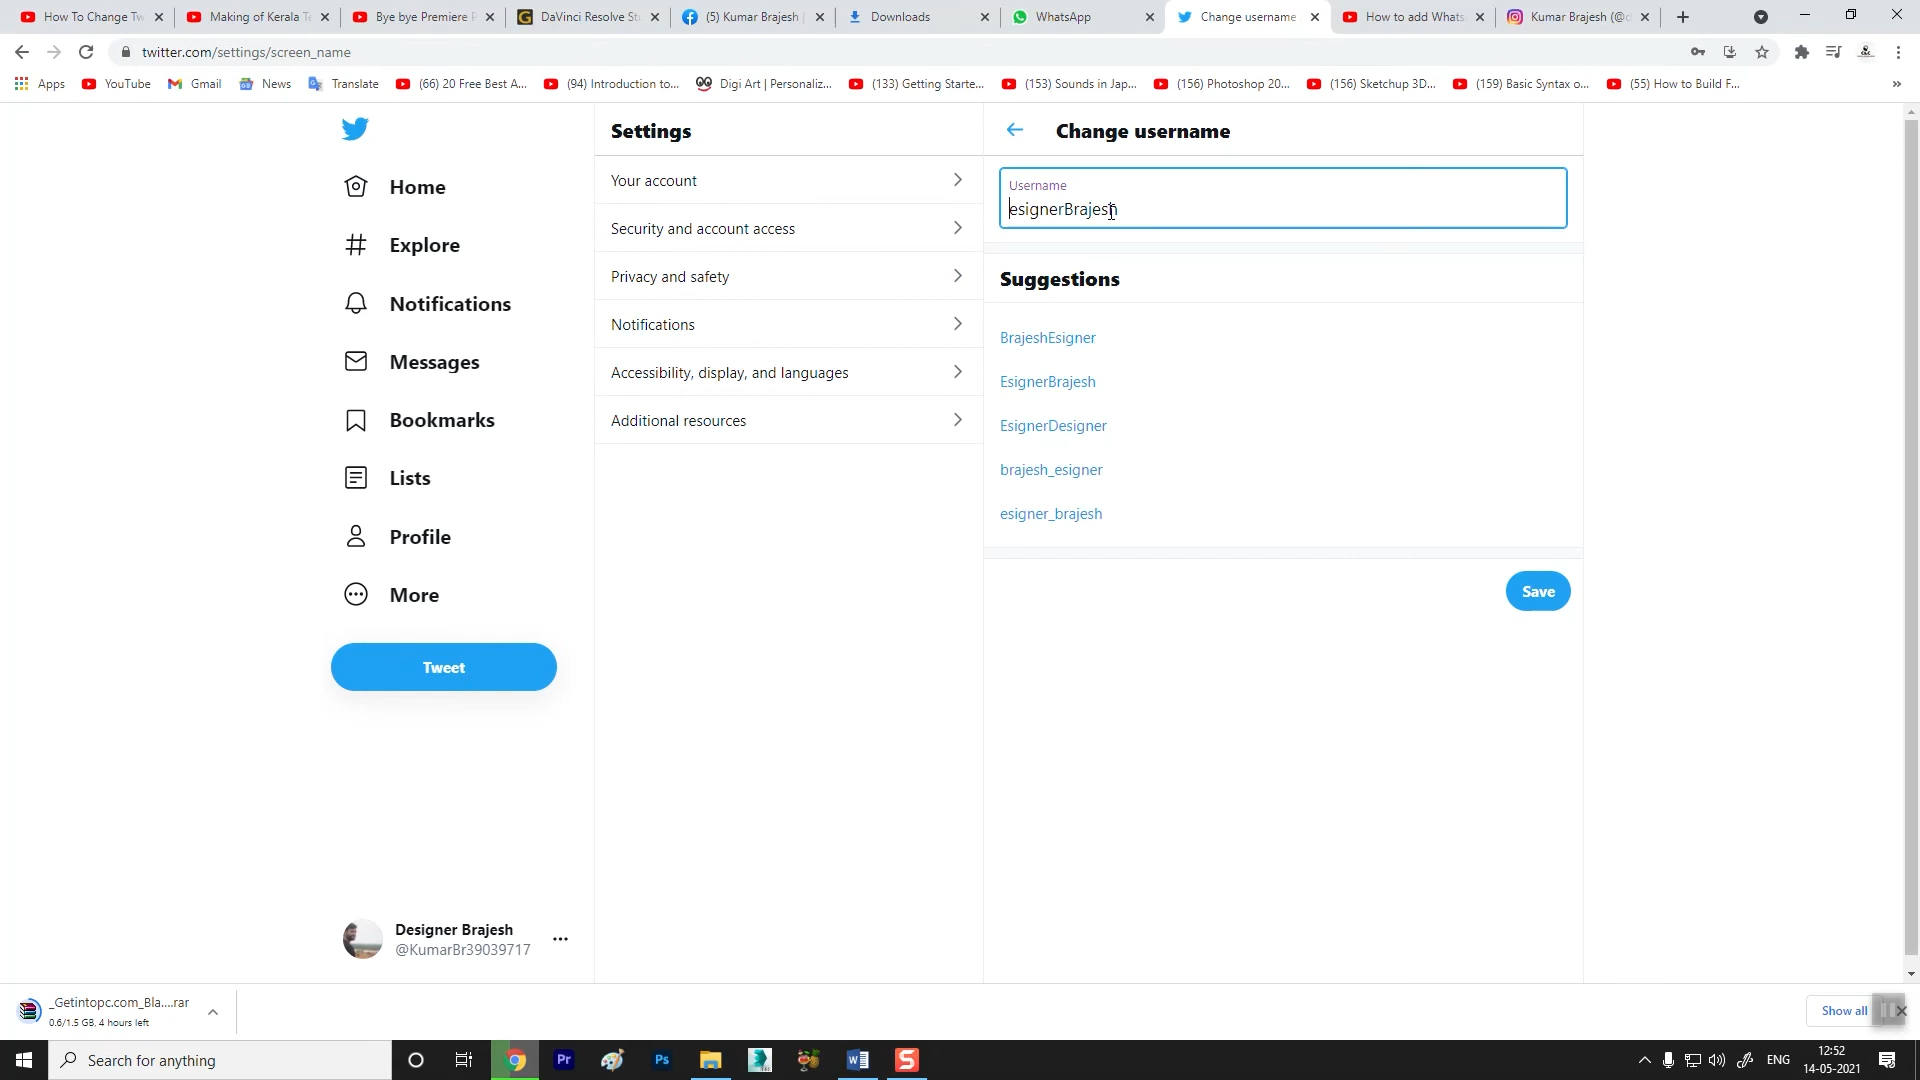 How To Change Tw
Making of Kerala Te
Bye bye Premiere P
DaVinci Resolve St
(5) Kumar Brajesh |
Downloads
WhatsApp
Change username
How to add Whats
Kumar Brajesh (@d
twitter.com/settings/screen_name
Apps
YouTube
Gmail
News
Translate
(66) 20 Free Best A...
(94) Introduction to...
Digi Art | Personaliz...
(133) Getting Starte...
(153) Sounds in Jap...
(156) Photoshop 20...
(156) Sketchup 3D...
(159) Basic Syntax o...
(55) How to Build F...
»
Home
Explore
Notifications
Messages
Bookmarks
Lists
Profile
More
Tweet
Designer Brajesh
@KumarBr39039717
Settings
Your account
Security and account access
Privacy and safety
Notifications
Accessibility, display, and languages
Additional resources
Change username
Username
esignerBrajesh
Suggestions
BrajeshEsigner
EsignerBrajesh
EsignerDesigner
brajesh_esigner
esigner_brajesh
Save
_Getintopc.com_Bla....rar
0.6/1.5 GB, 4 hours left
Show all
Search for anything
Pr
Ps
ENG
12:52
14-05-2021